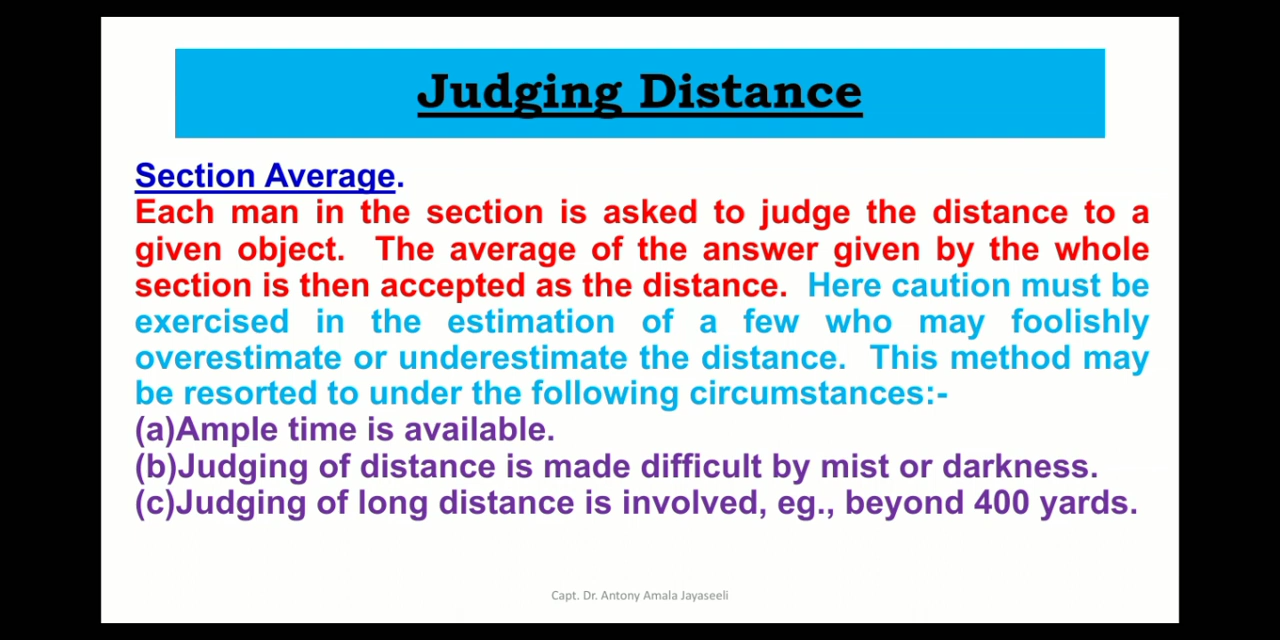 Judging Distance
Section Average.
Each man in the section is asked to judge the distance to a
given object. The average of the answer given by the whole
section is then accepted as the distance. Here caution must be
exercised in the estimation of a few who may foolishly
overestimate or underestimate the distance. This method may
be resorted to under the following circumstances:-
(a)Ample time is available.
(b)Judging of distance is made difficult by mist or darkness.
(c)Judging of long distance is involved, eg., beyond 400 yards.
Capt. Dr. Antony Amala Jayaseeli